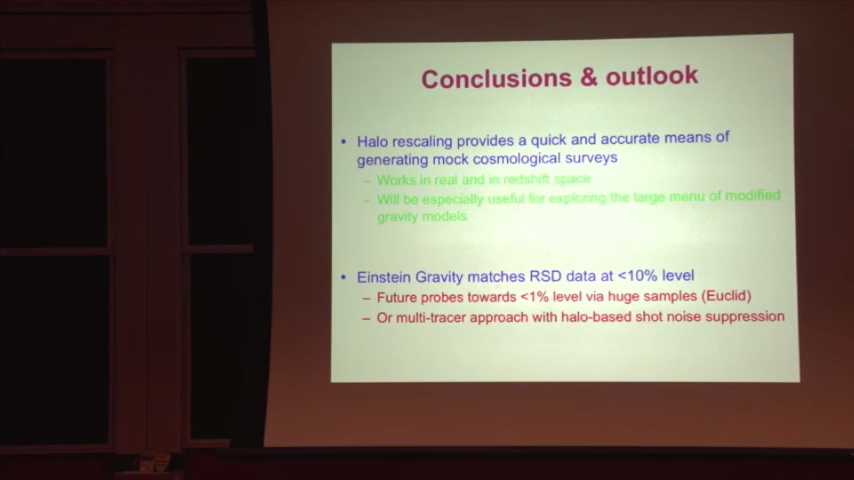 Conclusions & outlook
• Halo rescaling provides a quick and accurate means of
generating mock cosmological surveys
– Works in real and in redshift space
– Will be especially useful for exploring the large menu of modified
gravity models
• Einstein Gravity matches RSD data at <10% level
– Future probes towards <1% level via huge samples (Euclid)
– Or multi-tracer approach with halo-based shot noise suppression